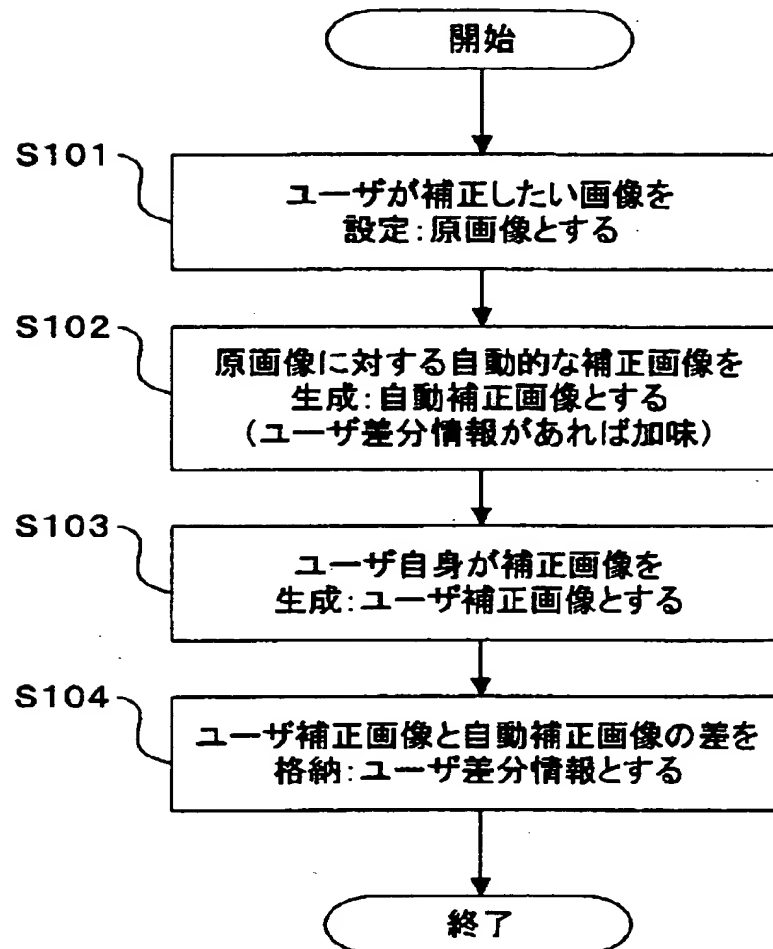 開始
S101
ユーザが補正したい画像を
設定:原画像とする
S102
原画像に対する自動的な補正画像を
生成:自動補正画像とする
(ユーザ差分情報があれば加味)
S103
ユーザ自身が補正画像を
生成:ユーザ補正画像とする
S104
ユーザ補正画像と自動補正画像の差を
格納:ユーザ差分情報とする
終了